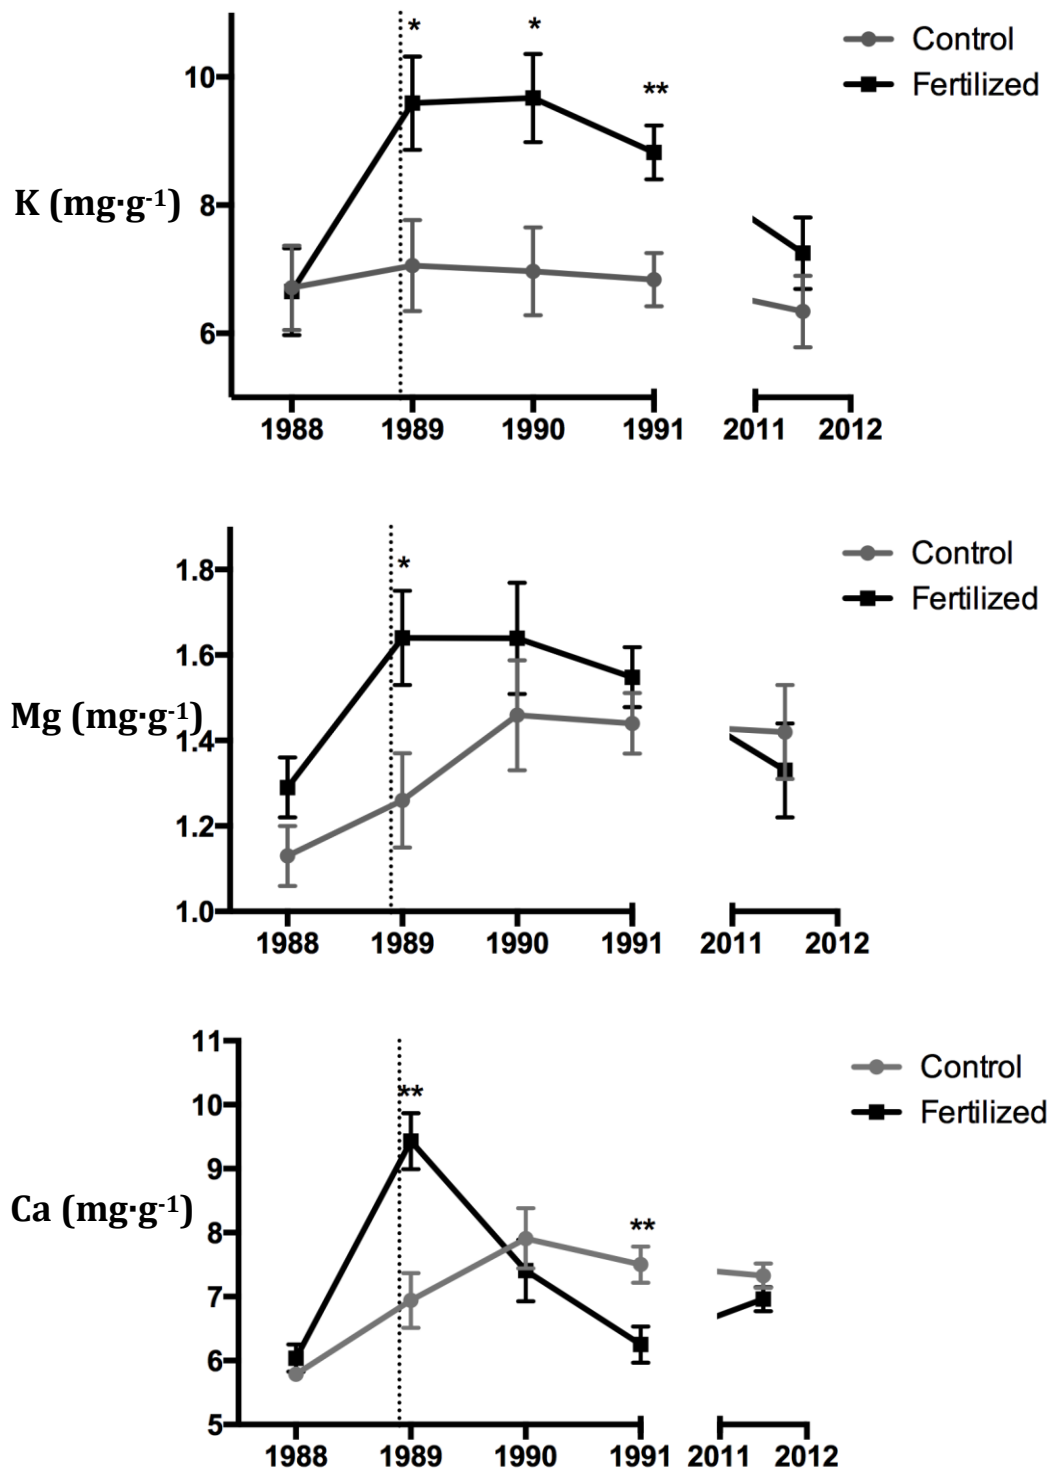 * * ** Control
10 Fertilized
K (mg·g-1) 8
6
1988 1989 1990 1991 2011 2012
Control
1.8 * Fertilized
1.6
Mg (mg·g-1)
1.4
1.2
1.0
1988 1989 1990 1991 2011 2012
11
Control
10 ** Fertilized
9
Ca (mg·g-1) 8 **
7
6
5
1988 1989 1990 1991 2011 2012